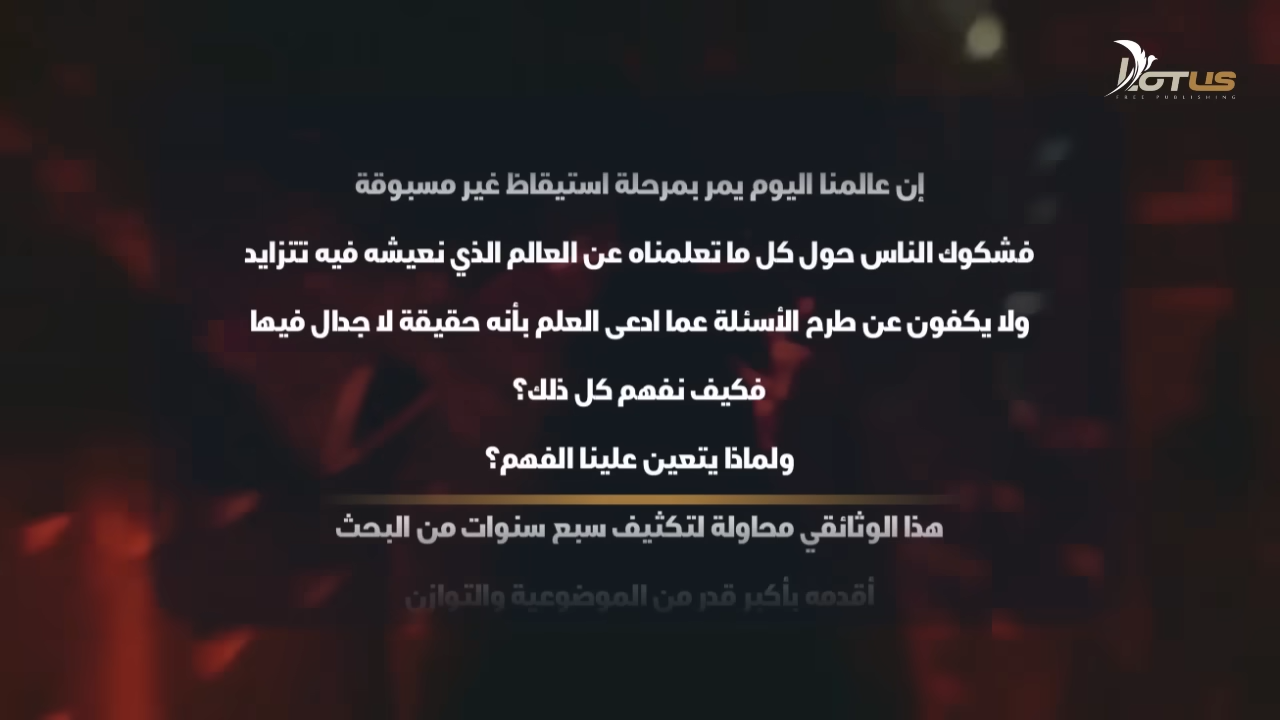 LOTUS
FREE PUBLISHING
إن عالمنا اليوم يمر بمرحلة استيقاظ غير مسبوقة
فشكوك الناس حول كل ما تعلمناه عن العالم الذي نعيشه فيه تتزايد
ولا يكفون عن طرح الأسئلة عما ادعى العلم بأنه حقيقة لا جدال فيها
فكيف نفهم كل ذلك؟
ولماذا يتعين علينا الفهم؟
هذا الوثائقي محاولة لتكثيف سبع سنوات من البحث
أقدمه بأكبر قدر من الموضوعية والتوازن